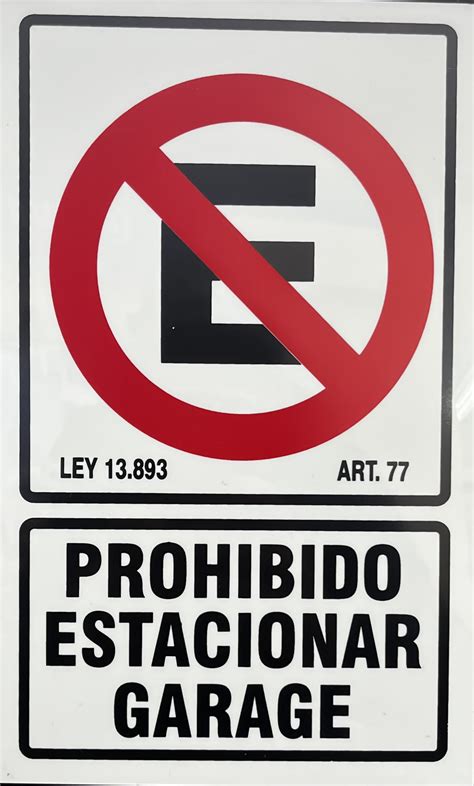 E
LEY 13.893 ART. 77
PROHIBIDO
ESTACIONAR
GARAGE